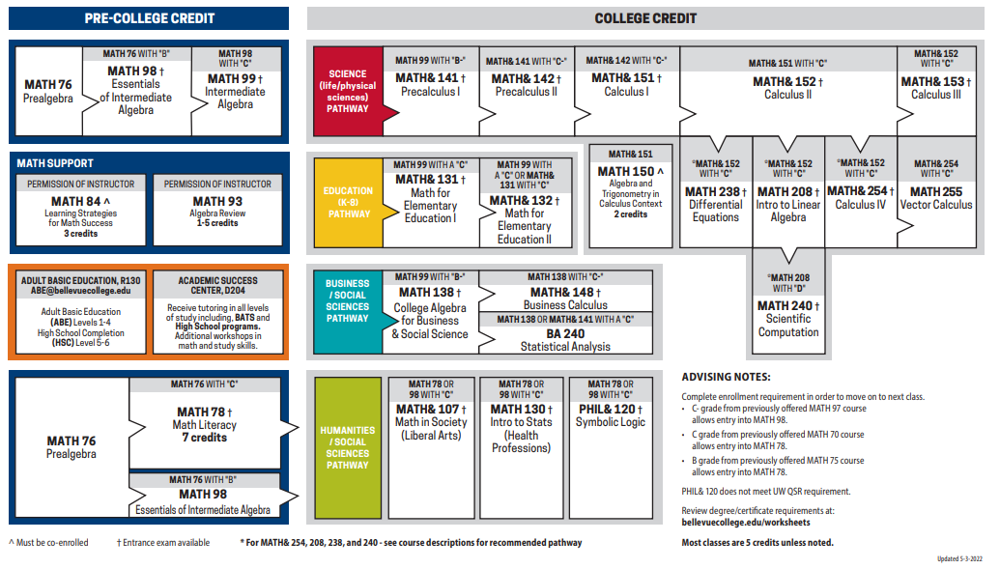 PRE-COLLEGE CREDIT
COLLEGE CREDIT
MATH 76
Prealgebra
MATH 76 WITH "B"
MATH 98 †
Essentials
of Intermediate
Algebra
MATH 98
WITH "C"
MATH 99 †
Intermediate
Algebra
SCIENCE
(life/physical
sciences)
PATHWAY
MATH 99 WITH "B-"
MATH& 141 †
Precalculus I
MATH& 141 WITH "C-"
MATH& 142 †
Precalculus II
MATH& 142 WITH "C-"
MATH& 151 †
Calculus I
MATH& 151 WITH "C"
MATH& 152 †
Calculus II
MATH& 152
WITH "C"
MATH& 153 †
Calculus III
MATH SUPPORT
PERMISSION OF INSTRUCTOR
MATH 84 ^
Learning Strategies
for Math Success
3 credits
PERMISSION OF INSTRUCTOR
MATH 93
Algebra Review
1-5 credits
EDUCATION
(K-8)
PATHWAY
MATH 99 WITH A "C"
MATH& 131 †
Math for
Elementary
Education I
MATH 99 WITH
A "C" OR MATH&
131 WITH "C"
MATH& 132 †
Math for
Elementary
Education II
MATH& 151
MATH 150 ^
Algebra and
Trigonometry in
Calculus Context
2 credits
°MATH& 152
WITH "C"
MATH 238 †
Differential
Equations
°MATH& 152
WITH "C"
MATH 208 †
Intro to Linear
Algebra
°MATH& 152
WITH "C"
MATH& 254 †
Calculus IV
MATH& 254
WITH "C"
MATH 255
Vector Calculus
°MATH 208
WITH "D"
MATH 240 †
Scientific
Computation
ADULT BASIC EDUCATION, R130
ABE@bellevuecollege.edu
Adult Basic Education
(ABE) Levels 1-4
High School Completion
(HSC) Level 5-6
ACADEMIC SUCCESS
CENTER, D204
Receive tutoring in all levels
of study including, BATS and
High School programs.
Additional workshops in
math and study skills.
BUSINESS
/ SOCIAL
SCIENCES
PATHWAY
MATH 99 WITH "B-"
MATH 138 †
College Algebra
for Business
& Social Science
MATH 138 WITH "C-"
MATH& 148 †
Business Calculus
MATH 138 OR MATH& 141 WITH A "C"
BA 240
Statistical Analysis
MATH 76
Prealgebra
MATH 76 WITH "C"
MATH 78 †
Math Literacy
7 credits
MATH 76 WITH "B"
MATH 98
Essentials of Intermediate Algebra
HUMANITIES
/ SOCIAL
SCIENCES
PATHWAY
MATH 78 OR
98 WITH "C"
MATH& 107 †
Math in Society
(Liberal Arts)
MATH 78 OR
98 WITH "C"
MATH 130 †
Intro to Stats
(Health
Professions)
MATH 78 OR
98 WITH "C"
PHIL& 120 †
Symbolic Logic
ADVISING NOTES:
Complete enrollment requirement in order to move on to next class.
• C- grade from previously offered MATH 97 course
allows entry into MATH 98.
• C grade from previously offered MATH 70 course
allows entry into MATH 78.
• B grade from previously offered MATH 75 course
allows entry into MATH 78.
PHIL& 120 does not meet UW QSR requirement.
Review degree/certificate requirements at:
bellevuecollege.edu/worksheets
Most classes are 5 credits unless noted.
^ Must be co-enrolled
† Entrance exam available
* For MATH& 254, 208, 238, and 240 - see course descriptions for recommended pathway
Updated 5-3-2022